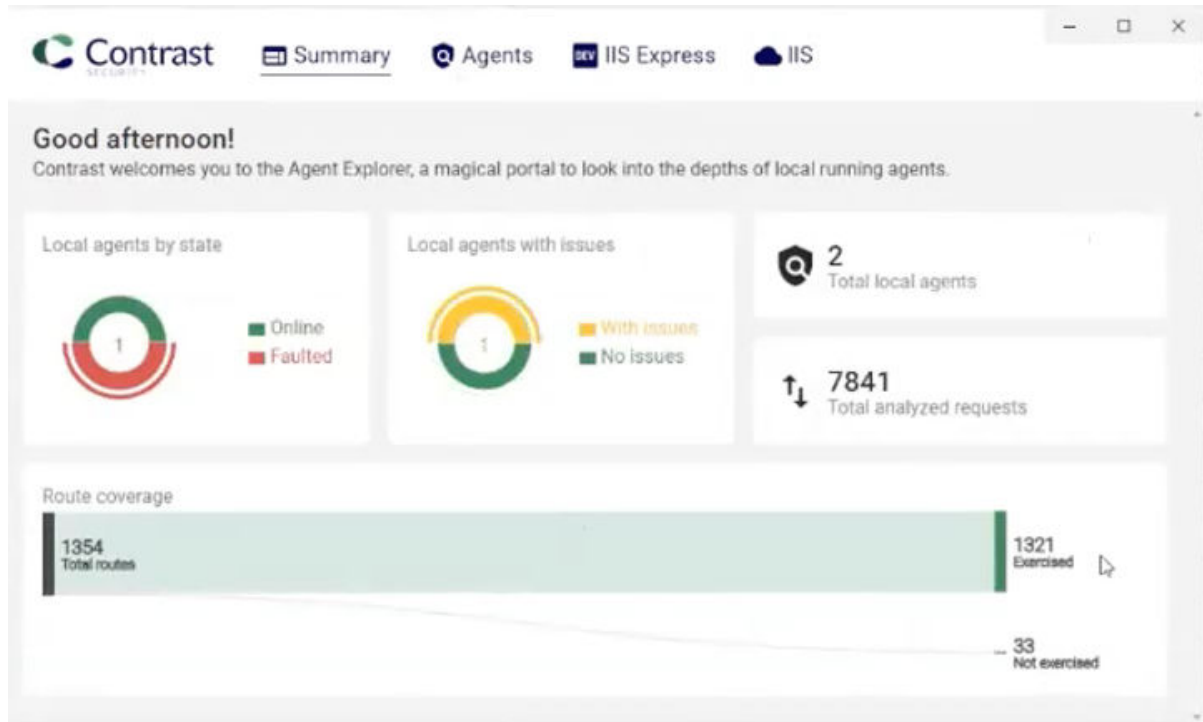 Contrast
SECURITY
Summary
Agents
DEV
IIS Express
IIS
Good afternoon!
Contrast welcomes you to the Agent Explorer, a magical portal to look into the depths of local running agents.
Local agents by state
1
Online
Faulted
Local agents with issues
1
With issues
No issues
2
Total local agents
7841
Total analyzed requests
Route coverage
1354
Total routes
1321
Exercised
33
Not exercised